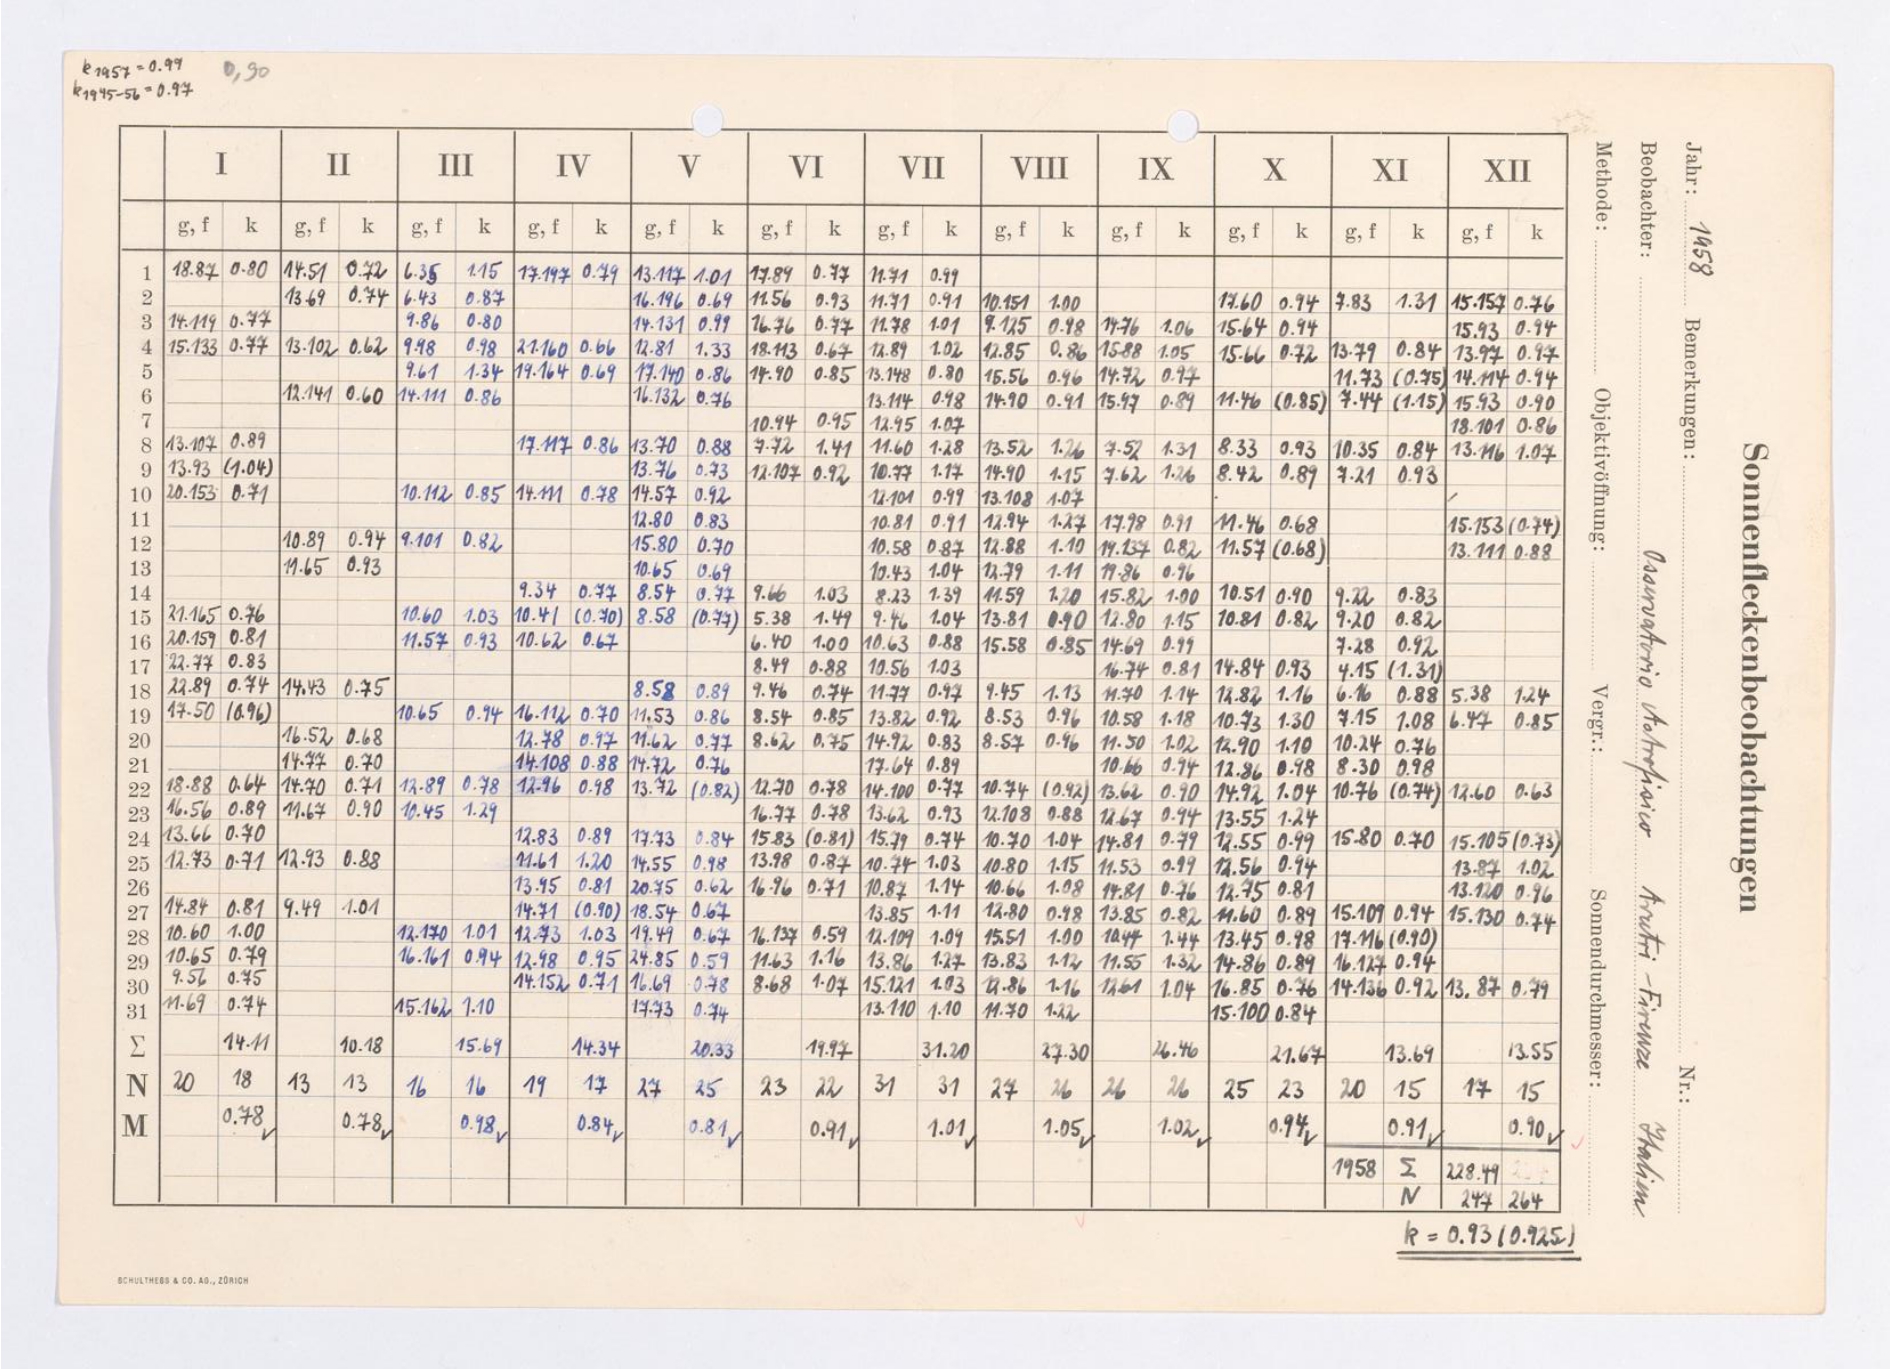 k 1957 = 0.99 0,90
k 1945-56 = 0.97
I II III IV V VI VII VIII IX X XI XII
g, f k g, f k g, f k g, f k g, f k g, f k g, f k g, f k g, f k g, f k g, f k g, f k
1 18.87 0.80 14.51 0.72 6.35 1.15 17.197 0.79 13.117 1.01 17.89 0.77 11.71 0.99
2 13.69 0.74 6.43 0.87 16.196 0.69 11.56 0.93 11.71 0.91 10.151 1.00 17.60 0.94 7.83 1.31 15.157 0.76
3 14.119 0.77 9.86 0.80 14.131 0.99 16.76 0.77 11.78 1.01 9.125 0.98 14.76 1.06 15.64 0.94 15.93 0.94
4 15.133 0.77 13.102 0.62 9.98 0.98 21.160 0.66 12.81 1.33 18.113 0.67 12.89 1.02 12.85 0.86 15.88 1.05 15.66 0.72 13.79 0.84 13.97 0.97
5 9.61 1.34 19.164 0.69 17.140 0.86 14.90 0.85 13.148 0.80 15.56 0.96 14.72 0.97 11.73 (0.75) 14.114 0.94
6 12.141 0.60 14.111 0.86 16.132 0.76 13.114 0.98 14.90 0.91 15.97 0.89 11.46 (0.85) 7.44 (1.15) 15.93 0.90
7 10.94 0.95 12.95 1.07 18.101 0.86
8 13.107 0.89 17.117 0.86 13.70 0.88 7.72 1.41 11.60 1.28 13.52 1.26 7.52 1.31 8.33 0.93 10.35 0.84 13.116 1.07
9 13.93 (1.04) 13.76 0.73 12.107 0.92 10.77 1.17 14.90 1.15 7.62 1.26 8.42 0.89 7.21 0.93
10 20.153 0.71 10.112 0.85 14.111 0.78 14.57 0.92 12.101 0.99 13.108 1.07
11 12.80 0.83 10.81 0.91 12.94 1.27 17.98 0.91 11.46 0.68 15.153 (0.74)
12 10.89 0.94 9.101 0.82 15.80 0.70 10.58 0.87 12.88 1.10 19.137 0.82 11.57 (0.68) 13.111 0.88
13 11.65 0.93 10.65 0.69 10.43 1.04 12.79 1.11 19.86 0.96
14 9.34 0.77 8.54 0.77 9.66 1.03 8.23 1.39 11.59 1.20 15.82 1.00 10.51 0.90 9.22 0.83
15 21.165 0.76 10.60 1.03 10.41 (0.70) 8.58 (0.77) 5.38 1.49 9.46 1.04 13.81 0.90 12.80 1.15 10.81 0.82 9.20 0.82
16 20.159 0.81 11.57 0.93 10.62 0.67 6.40 1.00 10.63 0.88 15.58 0.85 14.69 0.99 7.28 0.92
17 22.77 0.83 8.49 0.88 10.56 1.03 16.74 0.81 14.84 0.93 4.15 (1.31)
18 22.89 0.74 14.43 0.75 8.58 0.89 9.46 0.74 11.77 0.97 9.45 1.13 11.70 1.14 12.82 1.16 6.16 0.88 5.38 1.24
19 17.50 (0.96) 10.65 0.94 16.112 0.70 11.53 0.86 8.54 0.85 13.82 0.92 8.53 0.96 10.58 1.18 10.73 1.30 7.15 1.08 6.47 0.85
20 16.52 0.68 12.78 0.97 11.62 0.77 8.62 0.75 14.92 0.83 8.57 0.96 11.50 1.02 12.90 1.10 10.24 0.76
21 14.77 0.70 14.108 0.88 14.72 0.76 17.64 0.89 10.66 0.94 12.86 0.98 8.30 0.98
22 18.88 0.64 14.70 0.71 12.89 0.78 12.96 0.98 13.72 (0.82) 12.70 0.78 14.100 0.77 10.74 (0.92) 13.62 0.90 14.92 1.04 10.76 (0.74) 12.60 0.63
23 16.56 0.89 11.67 0.90 10.45 1.29 16.77 0.78 13.62 0.93 12.108 0.88 12.67 0.94 13.55 1.24
24 13.66 0.70 12.83 0.89 17.73 0.84 15.83 (0.81) 15.79 0.74 10.70 1.04 14.81 0.79 12.55 0.99 15.80 0.70 15.105 (0.73)
25 12.73 0.71 12.93 0.88 11.61 1.20 14.55 0.98 13.98 0.87 10.74 1.03 10.80 1.15 11.53 0.99 12.56 0.94 13.87 1.02
26 13.95 0.81 20.75 0.62 16.96 0.71 10.87 1.14 10.66 1.08 14.81 0.76 12.75 0.81 13.120 0.96
27 14.84 0.81 9.49 1.01 14.71 (0.90) 18.54 0.67 13.85 1.11 12.80 0.98 13.85 0.82 11.60 0.89 15.109 0.94 15.130 0.74
28 10.60 1.00 12.170 1.01 12.73 1.03 19.49 0.67 16.137 0.59 12.109 1.09 15.51 1.00 10.44 1.44 13.45 0.98 17.116 (0.90)
29 10.65 0.79 16.161 0.94 12.98 0.95 24.85 0.59 11.63 1.16 13.86 1.27 13.83 1.12 11.55 1.32 14.86 0.89 16.127 0.94
30 9.56 0.75 14.152 0.71 16.69 0.78 8.68 1.07 15.121 1.03 12.86 1.16 12.61 1.04 16.85 0.76 14.136 0.92 13.87 0.79
31 11.69 0.74 15.162 1.10 17.73 0.74 13.110 1.10 11.70 1.22 15.100 0.84
Σ 14.11 10.18 15.69 14.34 20.33 19.97 31.20 27.30 26.46 21.67 13.69 13.55
N 20 18 13 13 16 16 19 17 27 25 23 22 31 31 27 26 26 26 25 23 20 15 17 15
M 0.78 0.78 0.98 0.84 0.81 0.91 1.01 1.05 1.02 0.94 0.91 0.90
1958 Σ 228.49
N 247 264
k = 0.93 (0.925)
SCHULTHESS & CO. AG., ZÜRICH
Sonnenfleckenbeobachtungen
Jahr: 1958 Bemerkungen: Nr.:
Beobachter: Osservatorio Astrofisico Arcetri - Firenze Italien
Methode: Objektivöffnung: Vergr.: Sonnendurchmesser: